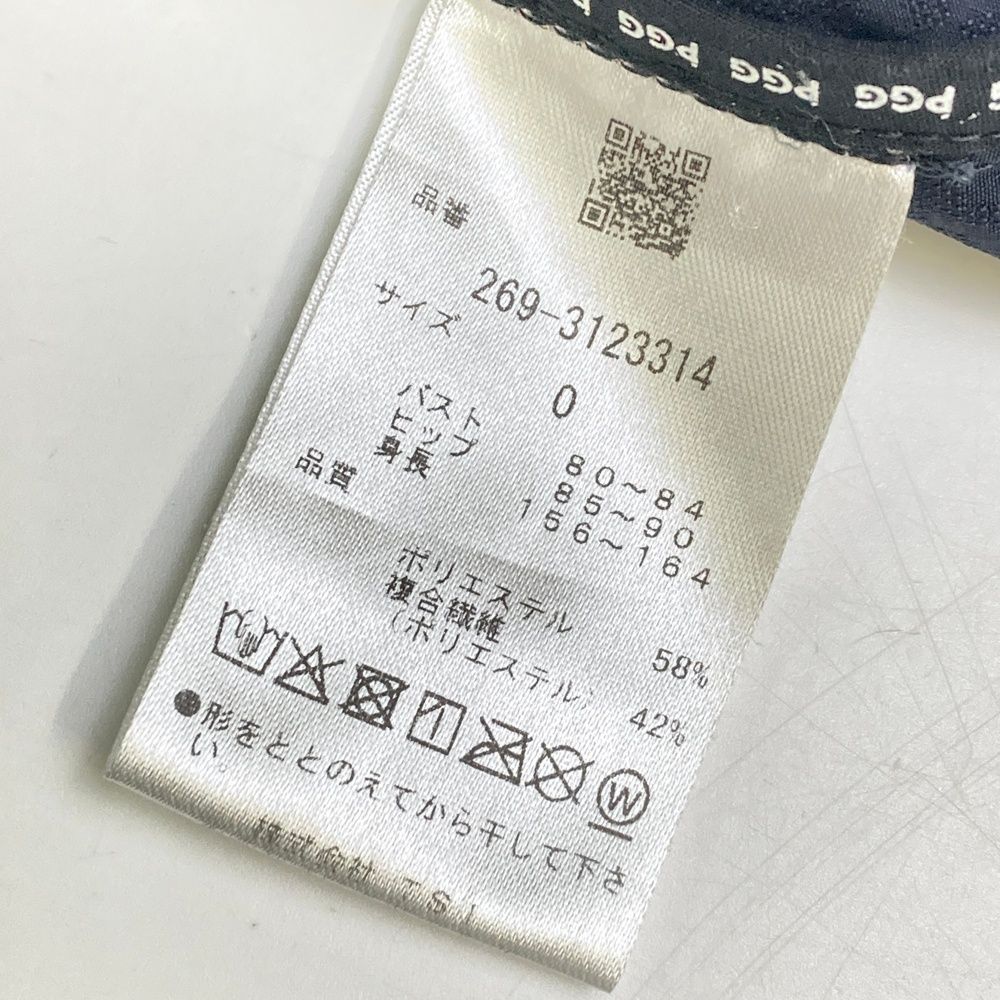 PGG PGG PGG PGG
品番
269-3123314
サイズ
0
バスト 80~84
ヒップ 85~90
身長 156~164
品質
ポリエステル 58%
複合繊維
(ポリエステル) 42%
W
●形をととのえてから干して下さ
い。
株式会社 TSI